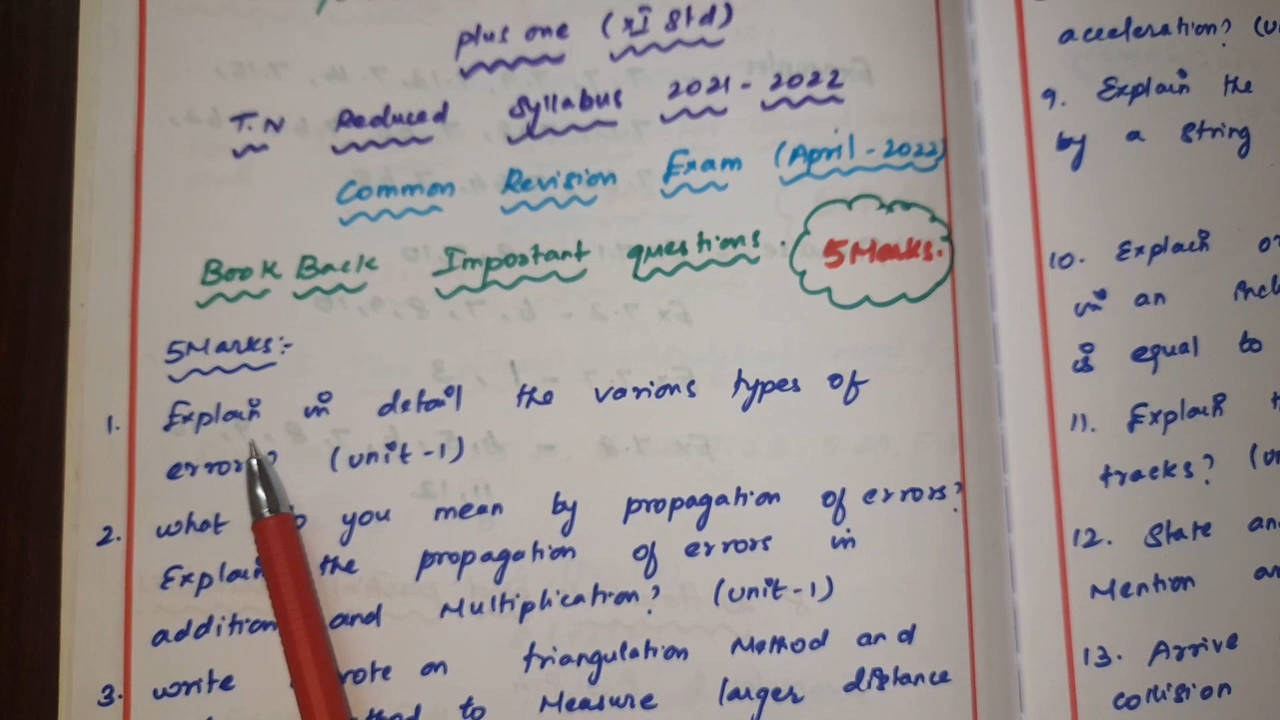 plus one (XI Std)
T.N Reduced Syllabus 2021-2022
Common Revision Exam (April-2022)
Book Back Important questions.
5 Marks.
5 Marks:-
1. Explain in detail the various types of
errors? (unit-1)
2. what you mean by propagation of errors?
Explain the propagation of errors in
addition and Multiplication? (unit-1)
3. write note on triangulation Method and
to Measure larger distance
acceleration?
9. Explain the
by a string
10. Explain
in an
is equal to
11. Explain
tracks?
12. State
Mention
13. Arrive
collision